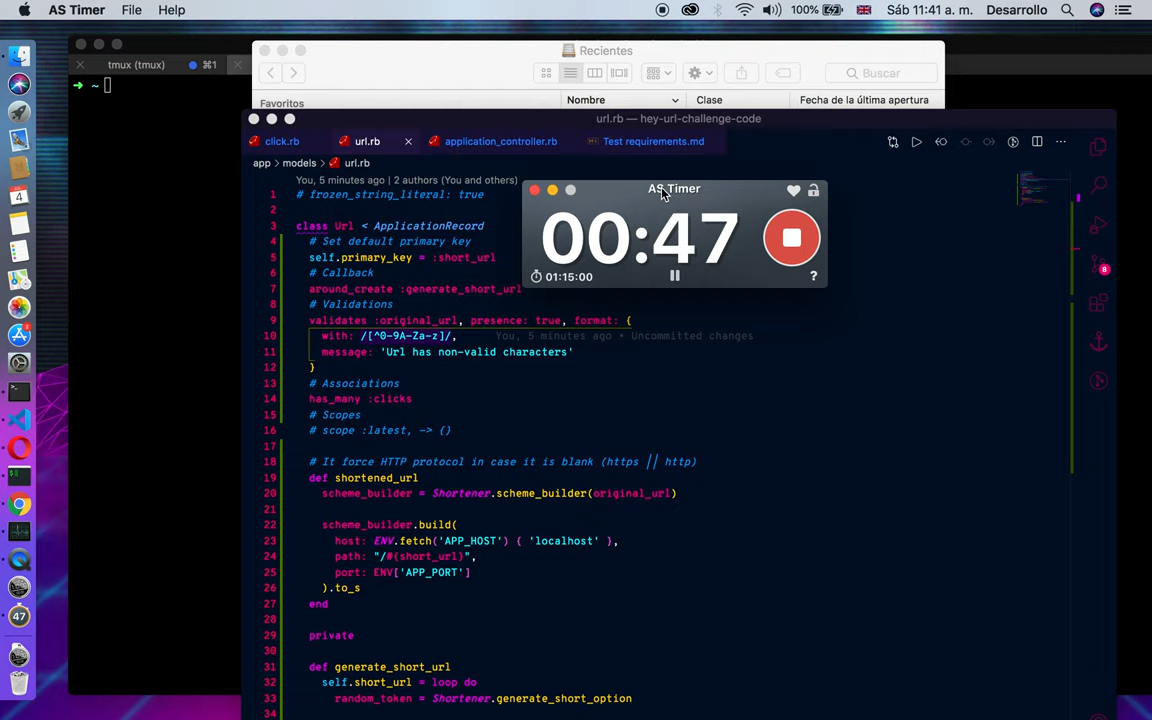 AS Timer File Help 100% Sáb 11:41 a. m. Desarrollo
Recientes
tmux (tmux) ⌘1
Buscar
➜ ~
Favoritos Nombre Clase Fecha de la última apertura
url.rb — hey-url-challenge-code
click.rb url.rb application_controller.rb Test requirements.md
app > models > url.rb
You, 5 minutes ago | 2 authors (You and others)
AS Timer
00:47
01:15:00 ?
1 # frozen_string_literal: true
2
3 class Url < ApplicationRecord
4 # Set default primary key
5 self.primary_key = :short_url
6 # Callback
7 around_create :generate_short_url
8 # Validations
9 validates :original_url, presence: true, format: {
10 with: /[^0-9A-Za-z]/, You, 5 minutes ago • Uncommitted changes
11 message: 'Url has non-valid characters'
12 }
13 # Associations
14 has_many :clicks
15 # Scopes
16 # scope :latest, -> {}
17
18 # It force HTTP protocol in case it is blank (https || http)
19 def shortened_url
20 scheme_builder = Shortener.scheme_builder(original_url)
21
22 scheme_builder.build(
23 host: ENV.fetch('APP_HOST') { 'localhost' },
24 path: "/#{short_url}",
25 port: ENV['APP_PORT']
26 ).to_s
27 end
28
29 private
30
31 def generate_short_url
32 self.short_url = loop do
33 random_token = Shortener.generate_short_option
34
8
4
47